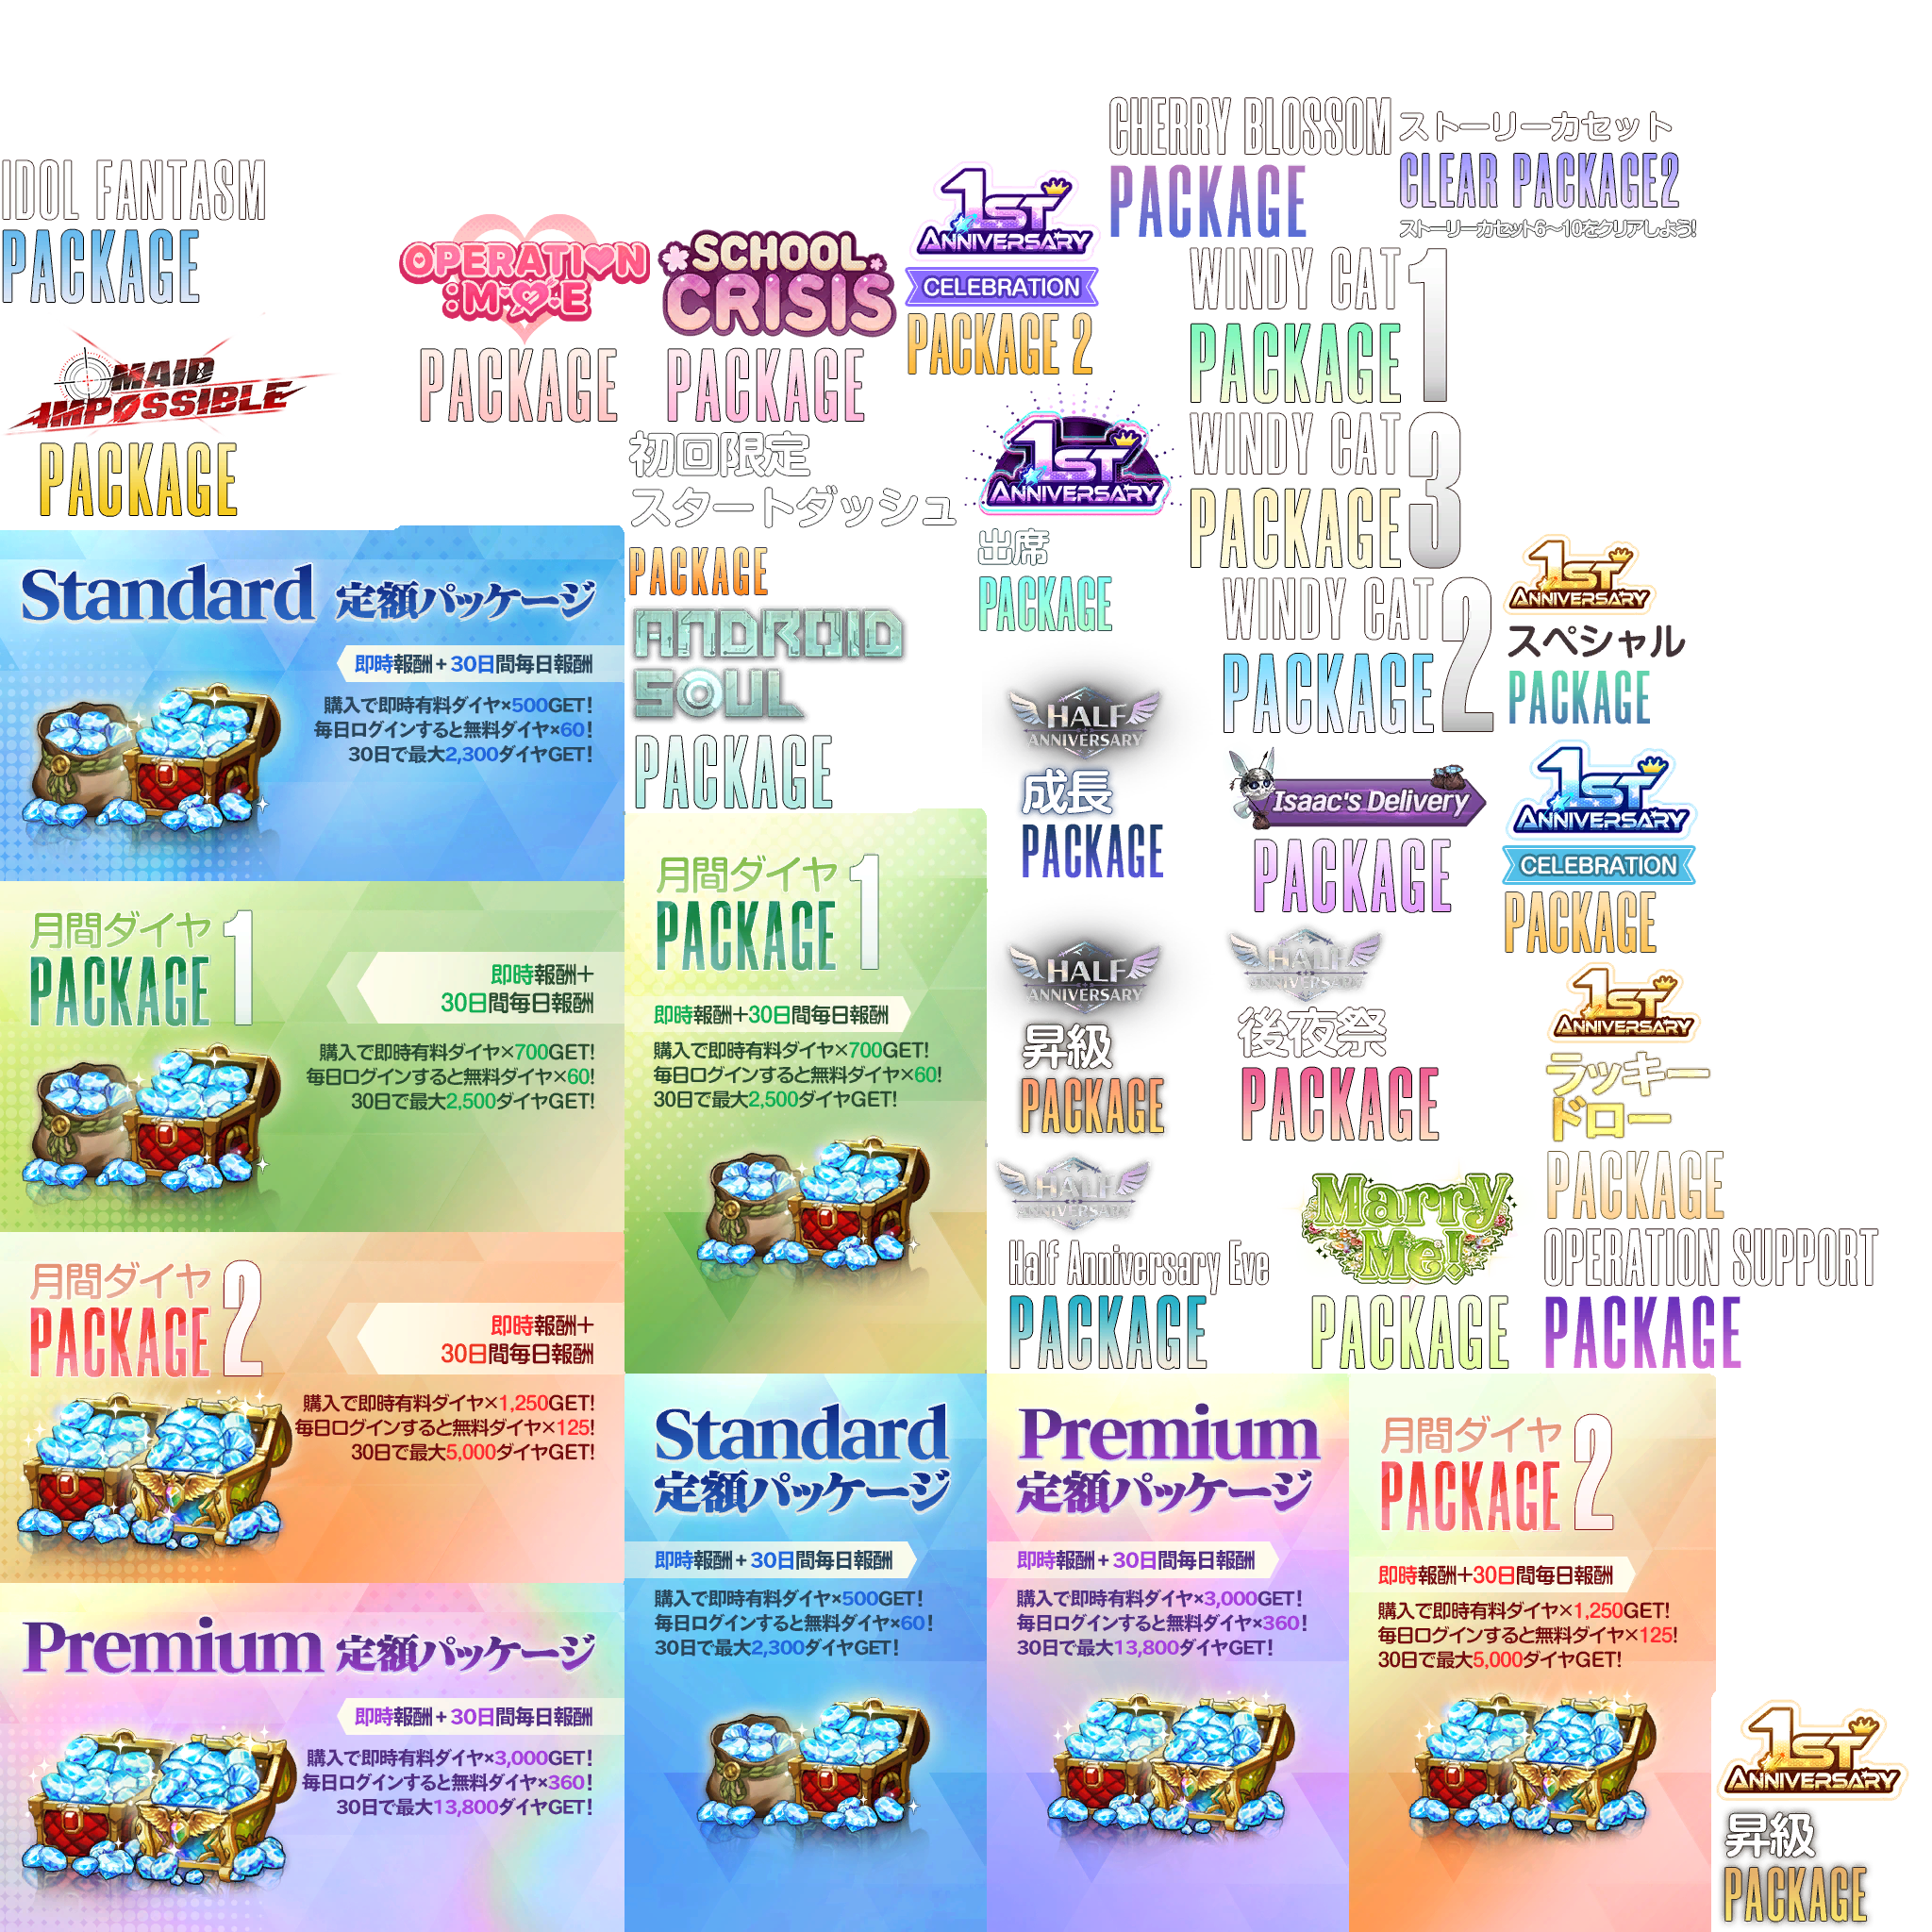 IDOL FANTASM
PACKAGE
MAID
IMPOSSIBLE
PACKAGE
OPERATION
:MOE
PACKAGE
SCHOOL
CRISIS
PACKAGE
1ST
ANNIVERSARY
CELEBRATION
PACKAGE 2
CHERRY BLOSSOM
PACKAGE
ストーリーカセット
CLEAR PACKAGE2
ストーリーカセット6～10をクリアしよう!
WINDY CAT
PACKAGE 1
WINDY CAT
PACKAGE 3
WINDY CAT
PACKAGE 2
初回限定
スタートダッシュ
PACKAGE
ANDROID
SOUL
PACKAGE
1ST
ANNIVERSARY
出席
PACKAGE
1ST
ANNIVERSARY
スペシャル
PACKAGE
HALF
ANNIVERSARY
成長
PACKAGE
Isaac's Delivery
PACKAGE
1ST
ANNIVERSARY
CELEBRATION
PACKAGE
HALF
ANNIVERSARY
昇級
PACKAGE
HALF
ANNIVERSARY
後夜祭
PACKAGE
1ST
ANNIVERSARY
ラッキー
ドロー
PACKAGE
HALF
ANNIVERSARY
Half Anniversary Eve
PACKAGE
Marry
Me!
PACKAGE
OPERATION SUPPORT
PACKAGE
Standard 定額パッケージ
即時報酬+30日間毎日報酬
購入で即時有料ダイヤ×500GET!
毎日ログインすると無料ダイヤ×60!
30日で最大2,300ダイヤGET!
月間ダイヤ
PACKAGE 1
即時報酬+
30日間毎日報酬
購入で即時有料ダイヤ×700GET!
毎日ログインすると無料ダイヤ×60!
30日で最大2,500ダイヤGET!
月間ダイヤ
PACKAGE 2
即時報酬+
30日間毎日報酬
購入で即時有料ダイヤ×1,250GET!
毎日ログインすると無料ダイヤ×125!
30日で最大5,000ダイヤGET!
Premium 定額パッケージ
即時報酬+30日間毎日報酬
購入で即時有料ダイヤ×3,000GET!
毎日ログインすると無料ダイヤ×360!
30日で最大13,800ダイヤGET!
月間ダイヤ
PACKAGE 1
即時報酬+30日間毎日報酬
購入で即時有料ダイヤ×700GET!
毎日ログインすると無料ダイヤ×60!
30日で最大2,500ダイヤGET!
Standard
定額パッケージ
即時報酬+30日間毎日報酬
購入で即時有料ダイヤ×500GET!
毎日ログインすると無料ダイヤ×60!
30日で最大2,300ダイヤGET!
Premium
定額パッケージ
即時報酬+30日間毎日報酬
購入で即時有料ダイヤ×3,000GET!
毎日ログインすると無料ダイヤ×360!
30日で最大13,800ダイヤGET!
月間ダイヤ
PACKAGE 2
即時報酬+30日間毎日報酬
購入で即時有料ダイヤ×1,250GET!
毎日ログインすると無料ダイヤ×125!
30日で最大5,000ダイヤGET!
1ST
ANNIVERSARY
昇級
PACKAGE